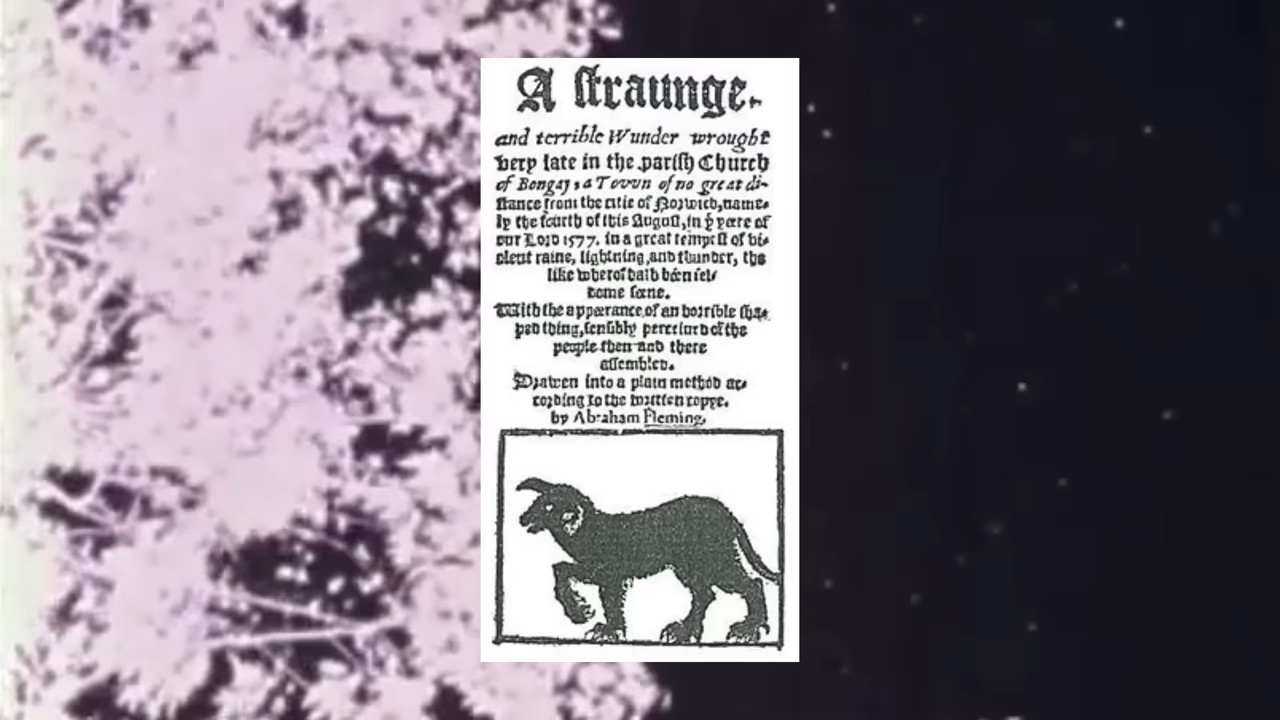 A ſtraunge.
and terrible Wunder wrought
very late in the pariſh Church
of Bongay, a Tovvn of no great di-
ſtance from the citie of Norwich, name-
ly the fourth of this Auguſt, in ẏ yeere of
our Lord 1577. in a great tempeſt of vi-
olent raine, lightning, and thunder, the
like wherof hath béen ſel-
dome ſéene.
With the appearance of an horrible ſha-
ped thing, ſenſibly perceiued of the
people then and there
aſſembled.
Drawen into a plain method ac-
cording to the written copye.
by Abraham Fleming.